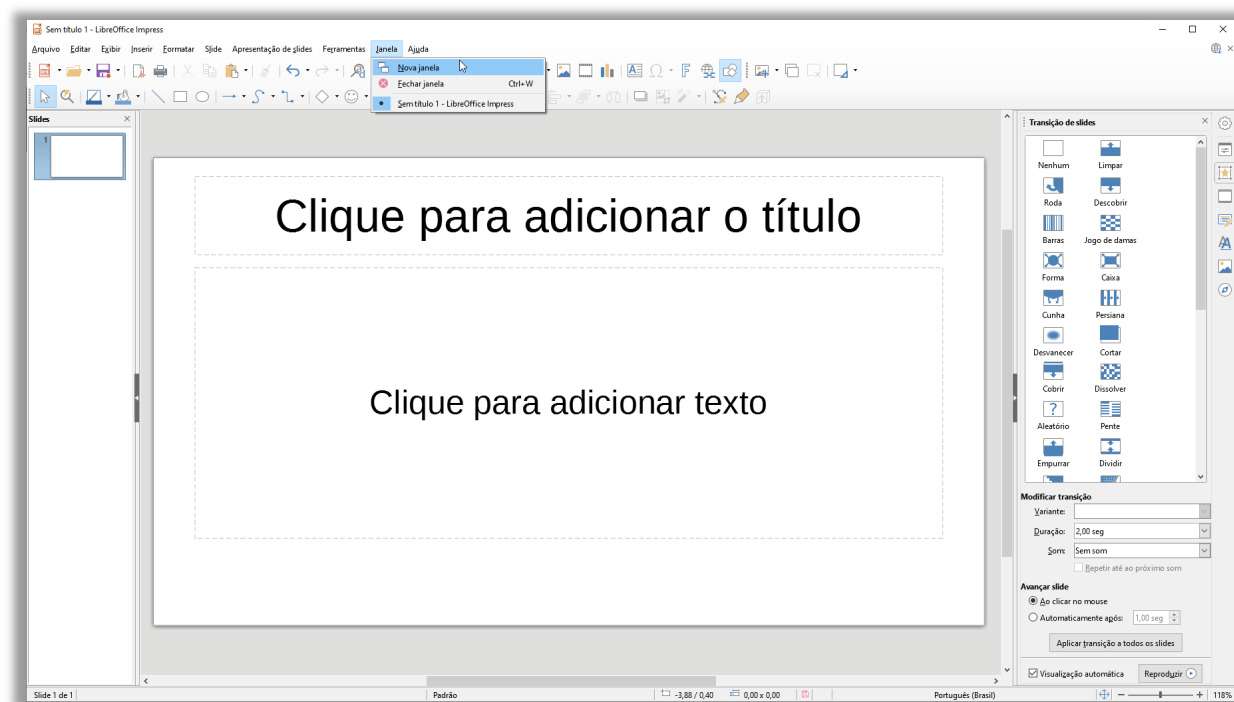 Sem título 1 - LibreOffice Impress
Arquivo Editar Exibir Inserir Formatar Slide Apresentação de slides Ferramentas Janela Ajuda
Nova janela
Fechar janela Ctrl+W
Sem título 1 - LibreOffice Impress
Slides
1
Clique para adicionar o título
Clique para adicionar texto
Transição de slides
Nenhum Limpar
Roda Descobrir
Barras Jogo de damas
Forma Caixa
Cunha Persiana
Desvanecer Cortar
Cobrir Dissolver
Aleatório Pente
Empurrar Dividir
Modificar transição
Variante:
Duração: 2,00 seg
Som: Sem som
Repetir até ao próximo som
Avançar slide
Ao clicar no mouse
Automaticamente após: 1,00 seg
Aplicar transição a todos os slides
Visualização automática Reproduzir
Slide 1 de 1 Padrão -3,88 / 0,40 0,00 x 0,00 Português (Brasil) 118%